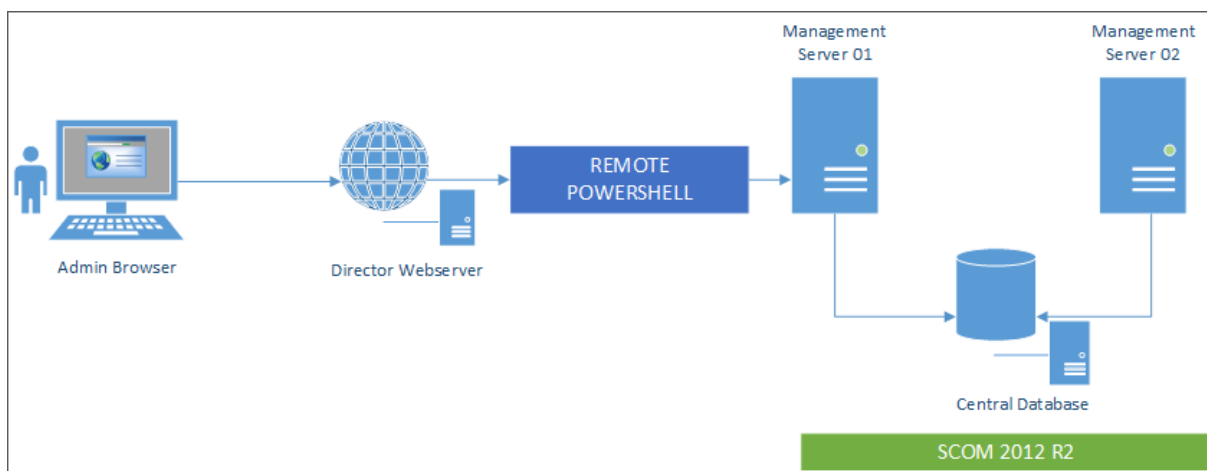 Management
Server 01
Management
Server 02
REMOTE
POWERSHELL
Admin Browser
Director Webserver
Central Database
SCOM 2012 R2